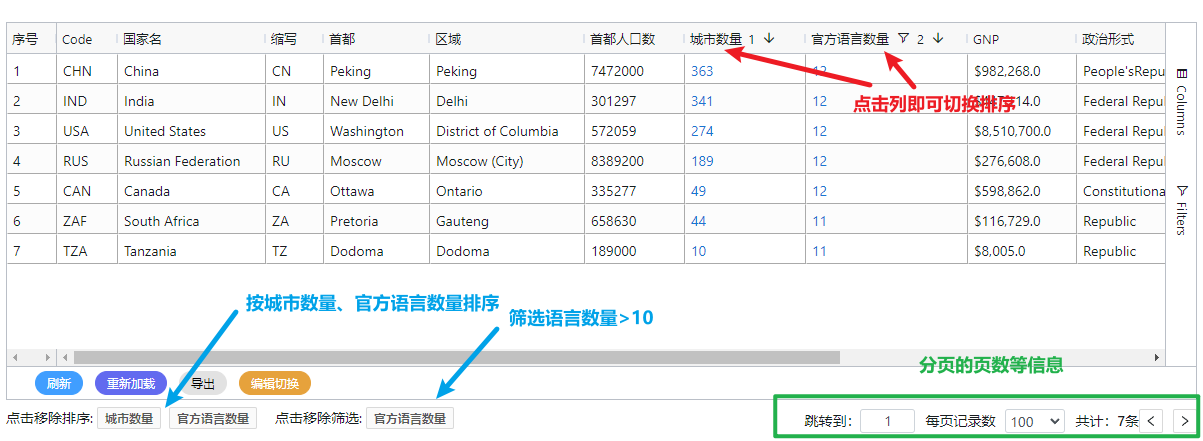 序号 Code 国家名 缩写 首都 区域 首都人口数 城市数量 1 官方语言数量 2 GNP 政治形式
1 CHN China CN Peking Peking 7472000 363 12 $982,268.0 People'sRepu
2 IND India IN New Delhi Delhi 301297 341 12 Federal Repul
点击列即可切换排序
3 USA United States US Washington District of Columbia 572059 274 12 $8,510,700.0 Federal Repul
4 RUS Russian Federation RU Moscow Moscow (City) 8389200 189 12 $276,608.0 Federal Repul
5 CAN Canada CA Ottawa Ontario 335277 49 12 $598,862.0 Constitutiona
6 ZAF South Africa ZA Pretoria Gauteng 658630 44 11 $116,729.0 Republic
7 TZA Tanzania TZ Dodoma Dodoma 189000 10 11 $8,005.0 Republic
Columns
Filters
按城市数量、官方语言数量排序
筛选语言数量>10
分页的页数等信息
刷新 重新加载 导出 编辑切换
点击移除排序: 城市数量 官方语言数量 点击移除筛选: 官方语言数量 跳转到: 1 每页记录数 100 共计: 7条 < >